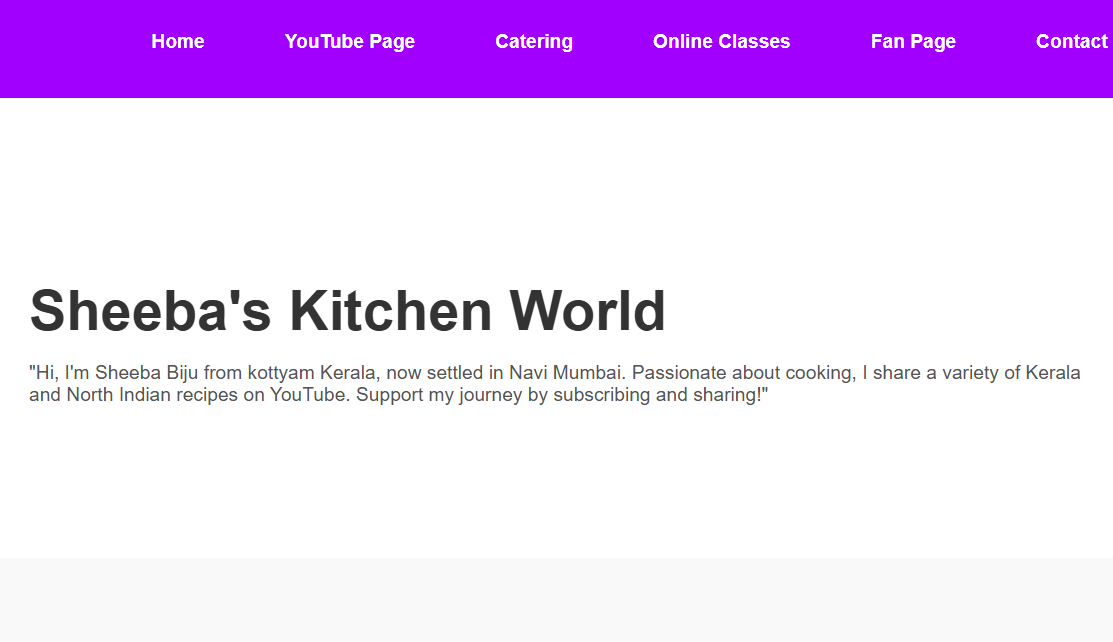 Home YouTube Page Catering Online Classes Fan Page Contact
Sheeba's Kitchen World
"Hi, I'm Sheeba Biju from kottyam Kerala, now settled in Navi Mumbai. Passionate about cooking, I share a variety of Kerala
and North Indian recipes on YouTube. Support my journey by subscribing and sharing!"